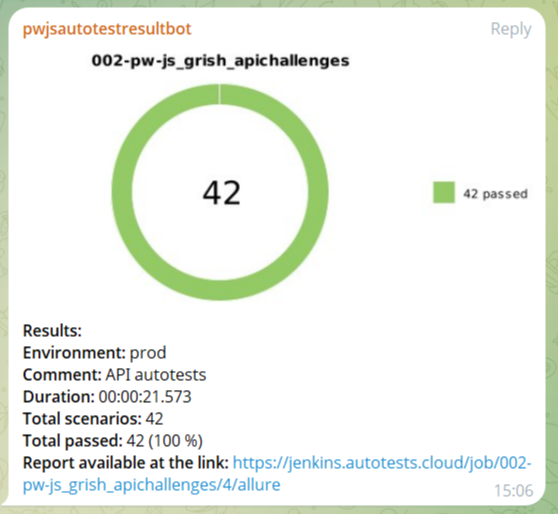 pwjsautotestresultbot
Reply
002-pw-js_grish_apichallenges
42
42 passed
Results:
Environment: prod
Comment: API autotests
Duration: 00:00:21.573
Total scenarios: 42
Total passed: 42 (100 %)
Report available at the link: https://jenkins.autotests.cloud/job/002-
pw-js_grish_apichallenges/4/allure
15:06